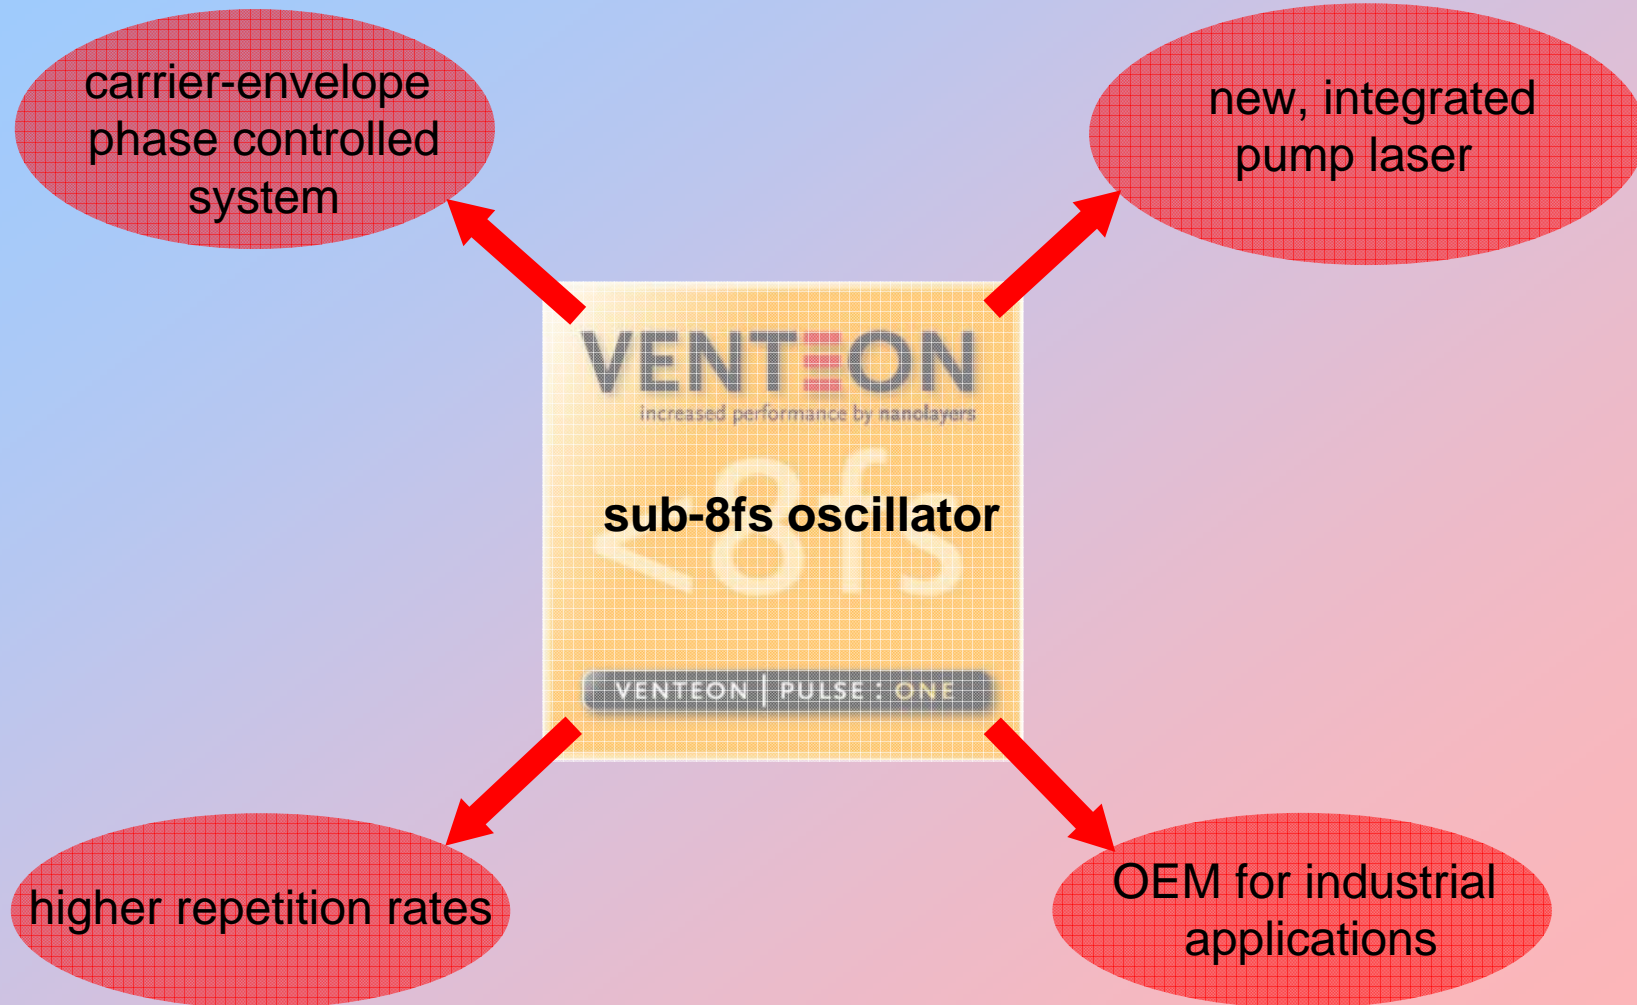 carrier-envelope
phase controlled
system
new, integrated
pump laser
VENTEON
increased performance by nanolayers
<8fs
sub-8fs oscillator
VENTEON | PULSE : ONE
higher repetition rates
OEM for industrial
applications